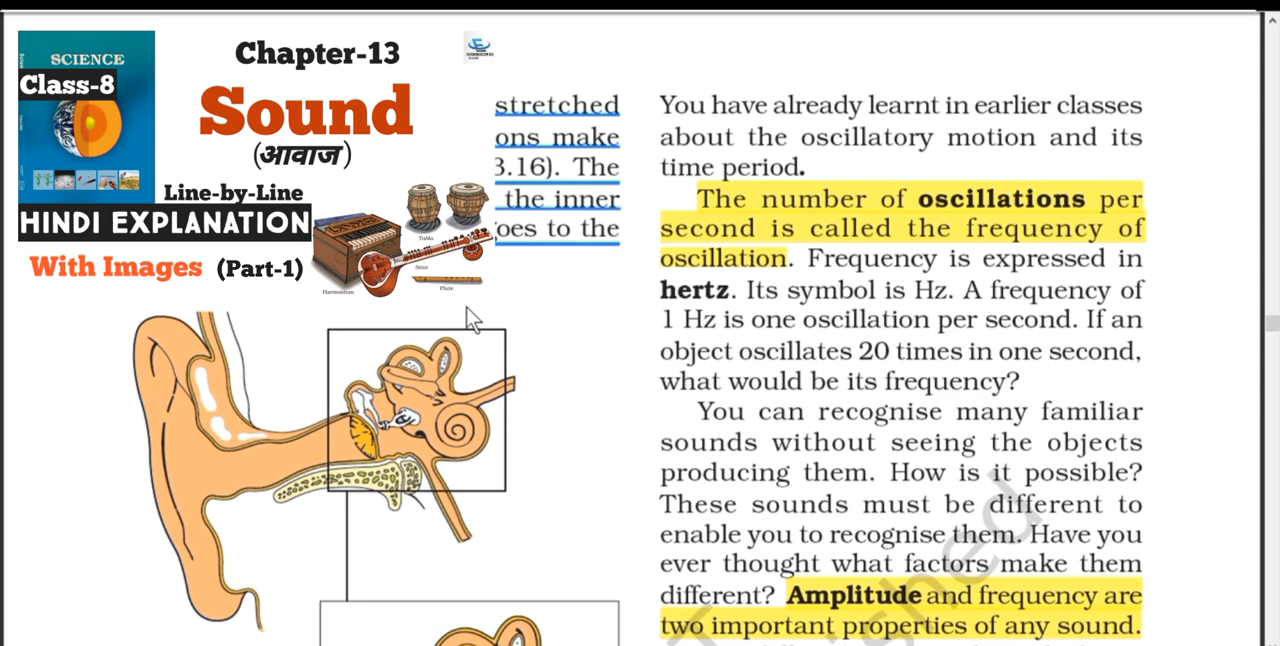 Chapter-13
SCIENCE
Class-8
Sound
(आवाज)
Line-by-Line
HINDI EXPLANATION
With Images (Part-1)
Tabla
Sitar
Harmonium
Flute
stretched
ons make
3.16). The
the inner
oes to the
You have already learnt in earlier classes
about the oscillatory motion and its
time period.
The number of oscillations per
second is called the frequency of
oscillation. Frequency is expressed in
hertz. Its symbol is Hz. A frequency of
1 Hz is one oscillation per second. If an
object oscillates 20 times in one second,
what would be its frequency?
You can recognise many familiar
sounds without seeing the objects
producing them. How is it possible?
These sounds must be different to
enable you to recognise them. Have you
ever thought what factors make them
different? Amplitude and frequency are
two important properties of any sound.